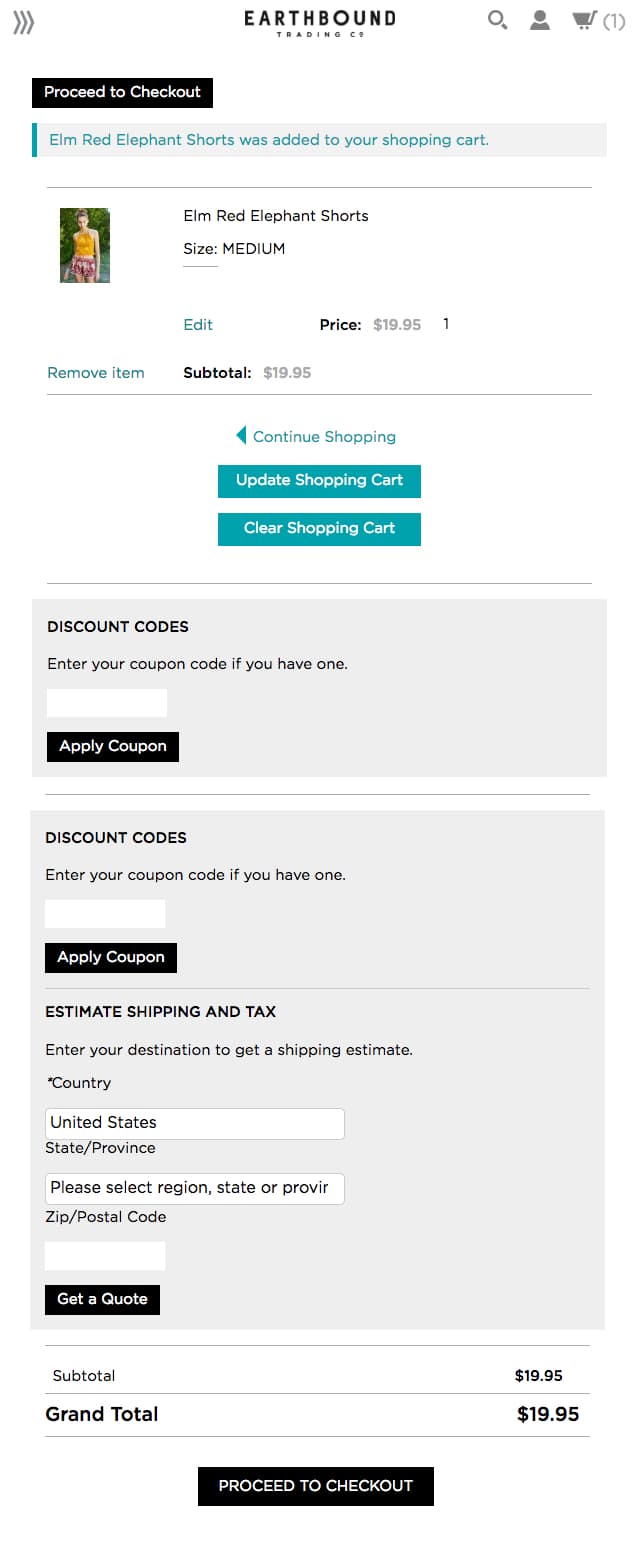 EARTHBOUND
TRADING CO
(1)
Proceed to Checkout
Elm Red Elephant Shorts was added to your shopping cart.
Elm Red Elephant Shorts
Size: MEDIUM
Edit Price: $19.95 1
Remove item Subtotal: $19.95
Continue Shopping
Update Shopping Cart
Clear Shopping Cart
DISCOUNT CODES
Enter your coupon code if you have one.
Apply Coupon
DISCOUNT CODES
Enter your coupon code if you have one.
Apply Coupon
ESTIMATE SHIPPING AND TAX
Enter your destination to get a shipping estimate.
*Country
United States
State/Province
Please select region, state or provir
Zip/Postal Code
Get a Quote
Subtotal $19.95
Grand Total $19.95
PROCEED TO CHECKOUT